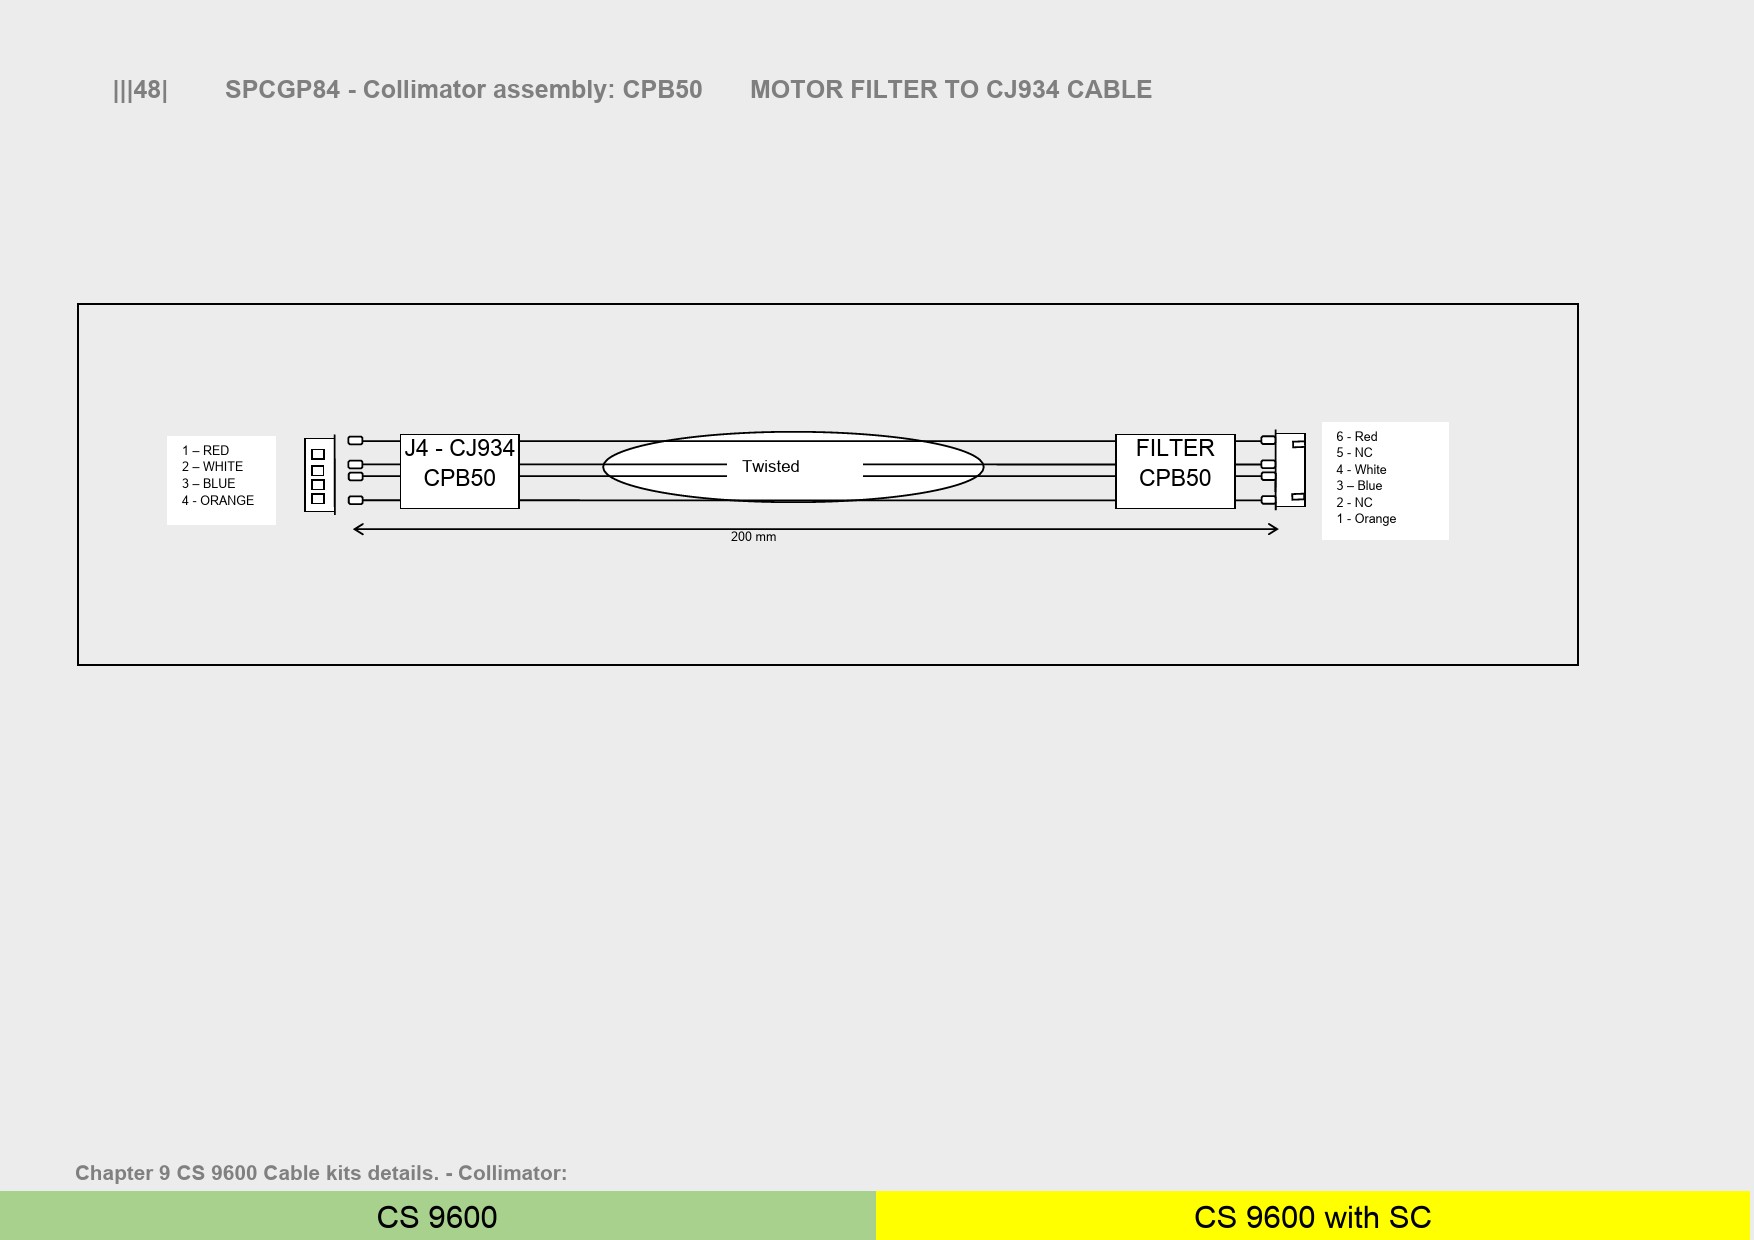 |||48| SPCGP84 - Collimator assembly: CPB50 MOTOR FILTER TO CJ934 CABLE
1 – RED
2 – WHITE
3 – BLUE
4 - ORANGE
J4 - CJ934
CPB50
Twisted
200 mm
FILTER
CPB50
6 - Red
5 - NC
4 - White
3 – Blue
2 - NC
1 - Orange
Chapter 9 CS 9600 Cable kits details. - Collimator:
CS 9600
CS 9600 with SC